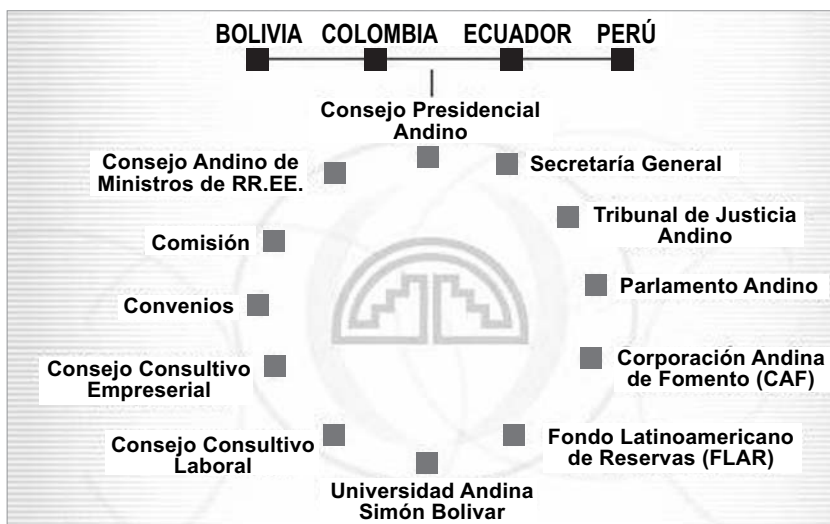 BOLIVIA COLOMBIA ECUADOR PERÚ
Consejo Presidencial
Andino
Consejo Andino de
Ministros de RR.EE.
Secretaría General
Tribunal de Justicia
Andino
Comisión
Parlamento Andino
Convenios
Corporación Andina
de Fomento (CAF)
Consejo Consultivo
Empreserial
Fondo Latinoamericano
de Reservas (FLAR)
Consejo Consultivo
Laboral
Universidad Andina
Simón Bolivar